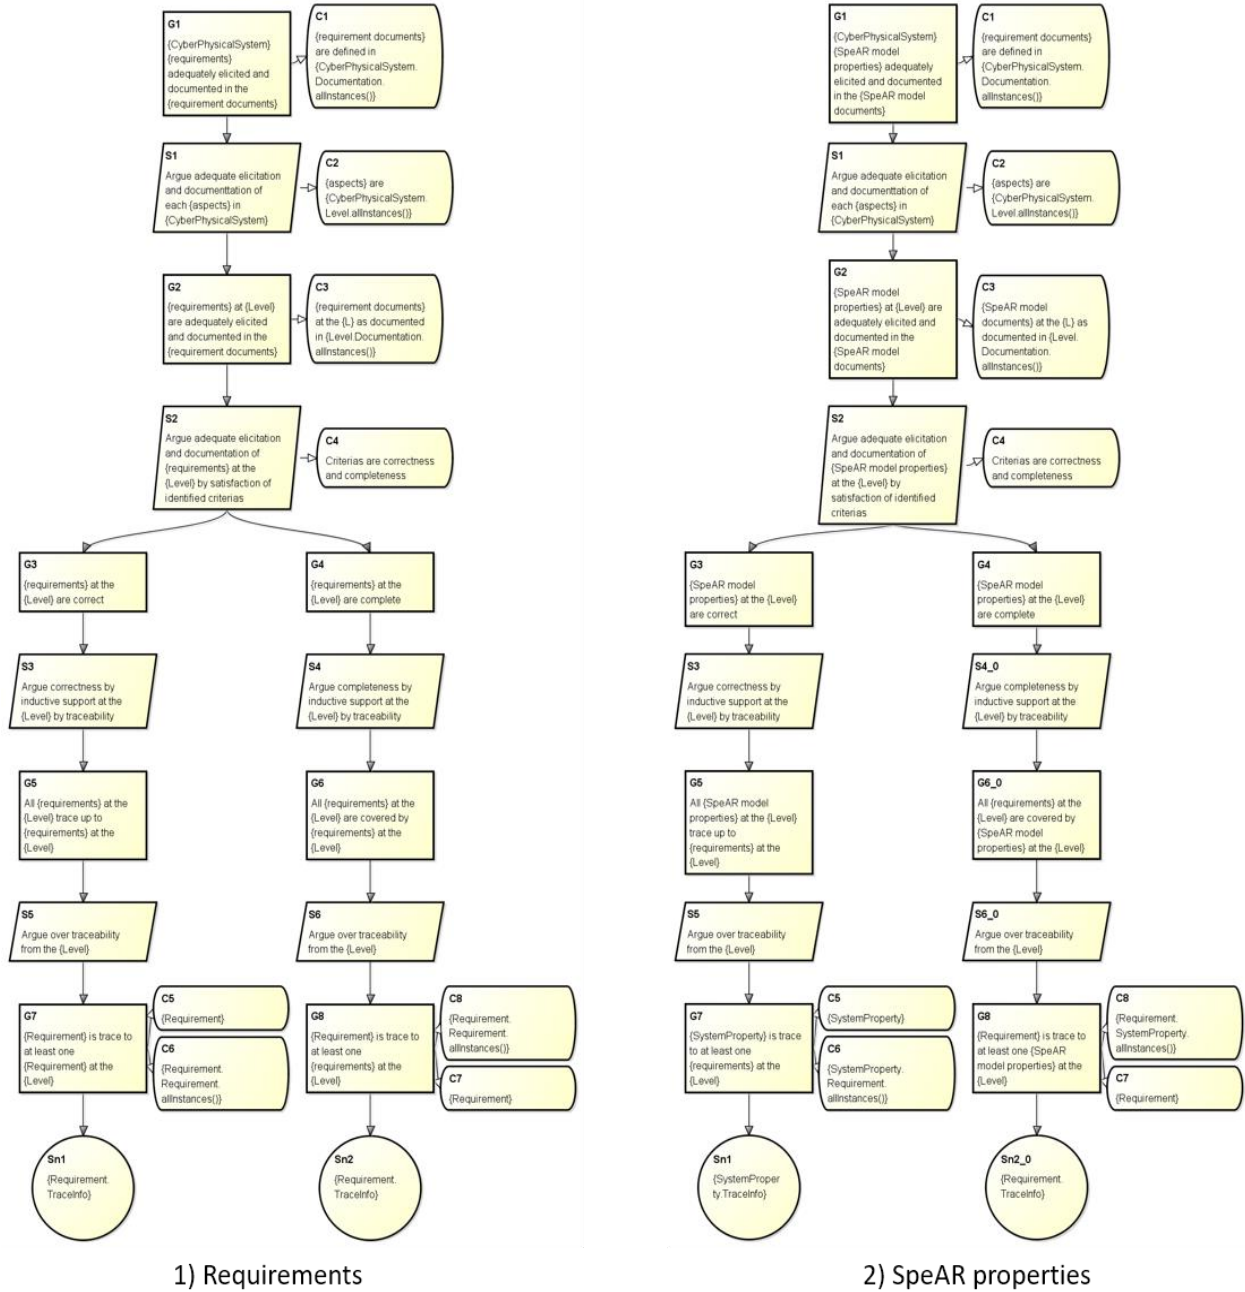 G1
{CyberPhysicalSystem}
{requirements}
adequately elicited and
documented in the
{requirement documents}
C1
{requirement documents}
are defined in
{CyberPhysicalSystem.
Documentation.
allInstances()}
S1
Argue adequate elicitation
and documenttation of
each {aspects} in
{CyberPhysicalSystem}
C2
{aspects} are
{CyberPhysicalSystem.
Level.allInstances()}
G2
{requirements} at {Level}
are adequately elicited
and documented in the
{requirement documents}
C3
{requirement documents}
at the {L} as documented
in {Level.Documentation.
allInstances()}
S2
Argue adequate elicitation
and documentation of
{requirements} at the
{Level} by satisfaction of
identified criterias
C4
Criterias are correctness
and completeness
G3
{requirements} at the
{Level} are correct
G4
{requirements} at the
{Level} are complete
S3
Argue correctness by
inductive support at the
{Level} by traceability
S4
Argue completeness by
inductive support at the
{Level} by traceability
G5
All {requirements} at the
{Level} trace up to
{requirements} at the
{Level}
G6
All {requirements} at the
{Level} are covered by
{requirements} at the
{Level}
S5
Argue over traceability
from the {Level}
S6
Argue over traceability
from the {Level}
G7
{Requirement} is trace to
at least one
{Requirement} at the
{Level}
C5
{Requirement}
C6
{Requirement.
Requirement.
allInstances()}
G8
{Requirement} is trace to
at least one
{requirements} at the
{Level}
C8
{Requirement.
Requirement.
allInstances()}
C7
{Requirement}
Sn1
{Requirement.
TraceInfo}
Sn2
{Requirement.
TraceInfo}
1) Requirements
G1
{CyberPhysicalSystem}
{SpeAR model
properties} adequately
elicited and documented
in the {SpeAR model
documents}
C1
{requirement documents}
are defined in
{CyberPhysicalSystem.
Documentation.
allInstances()}
S1
Argue adequate elicitation
and documenttation of
each {aspects} in
{CyberPhysicalSystem}
C2
{aspects} are
{CyberPhysicalSystem.
Level.allInstances()}
G2
{SpeAR model
properties} at {Level} are
adequately elicited and
documented in the
{SpeAR model
documents}
C3
{SpeAR model
documents} at the {L} as
documented in {Level.
Documentation.
allInstances()}
S2
Argue adequate elicitation
and documentation of
{SpeAR model properties}
at the {Level} by
satisfaction of identified
criterias
C4
Criterias are correctness
and completeness
G3
{SpeAR model
properties} at the {Level}
are correct
G4
{SpeAR model
properties} at the {Level}
are complete
S3
Argue correctness by
inductive support at the
{Level} by traceability
S4_0
Argue completeness by
inductive support at the
{Level} by traceability
G5
All {SpeAR model
properties} at the {Level}
trace up to
{requirements} at the
{Level}
G6_0
All {requirements} at the
{Level} are covered by
{SpeAR model
properties} at the {Level}
S5
Argue over traceability
from the {Level}
S6_0
Argue over traceability
from the {Level}
G7
{SystemProperty} is trace
to at least one
{requirements} at the
{Level}
C5
{SystemProperty}
C6
{SystemProperty.
Requirement.
allInstances()}
G8
{Requirement} is trace to
at least one {SpeAR
model properties} at the
{Level}
C8
{Requirement.
SystemProperty.
allInstances()}
C7
{Requirement}
Sn1
{SystemProper
ty.TraceInfo}
Sn2_0
{Requirement.
TraceInfo}
2) SpeAR properties